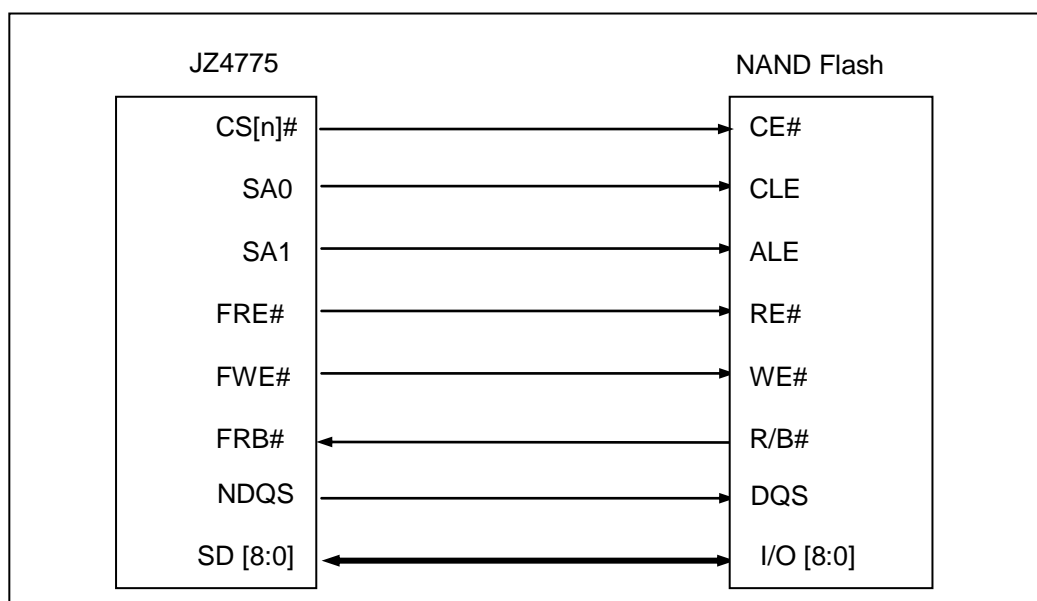 JZ4775 NAND Flash
CS[n]# CE#
SA0 CLE
SA1 ALE
FRE# RE#
FWE# WE#
FRB# R/B#
NDQS DQS
SD [8:0] I/O [8:0]